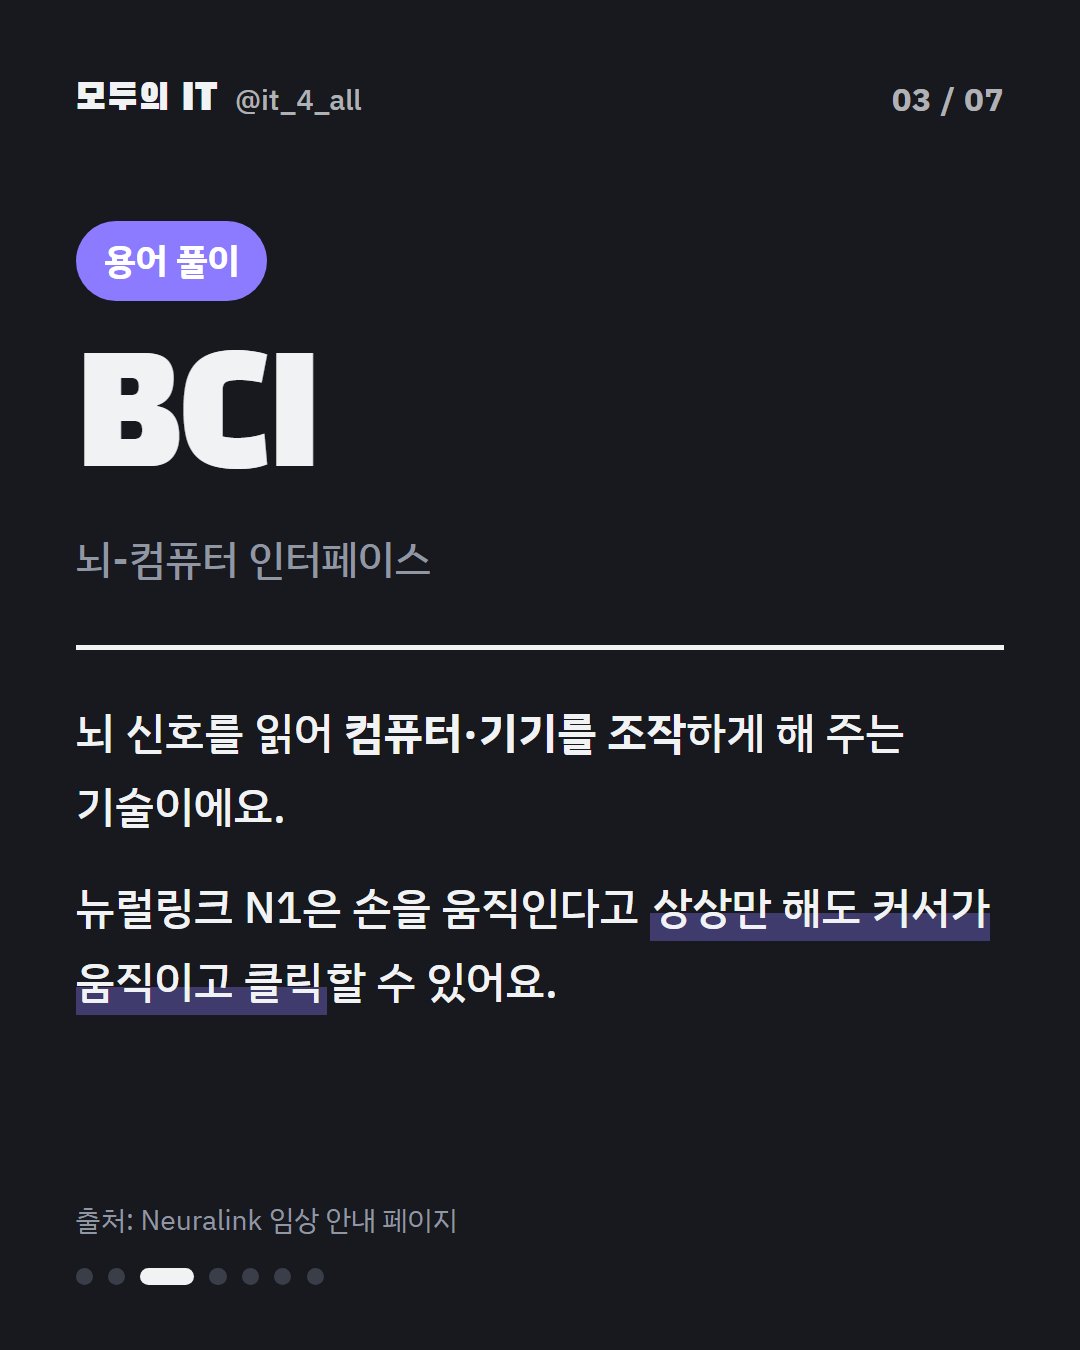 모두의 IT @it_4_all 03 / 07
용어 풀이
BCI
뇌-컴퓨터 인터페이스
뇌 신호를 읽어 컴퓨터·기기를 조작하게 해 주는
기술이에요.
뉴럴링크 N1은 손을 움직인다고 상상만 해도 커서가
움직이고 클릭할 수 있어요.
출처: Neuralink 임상 안내 페이지